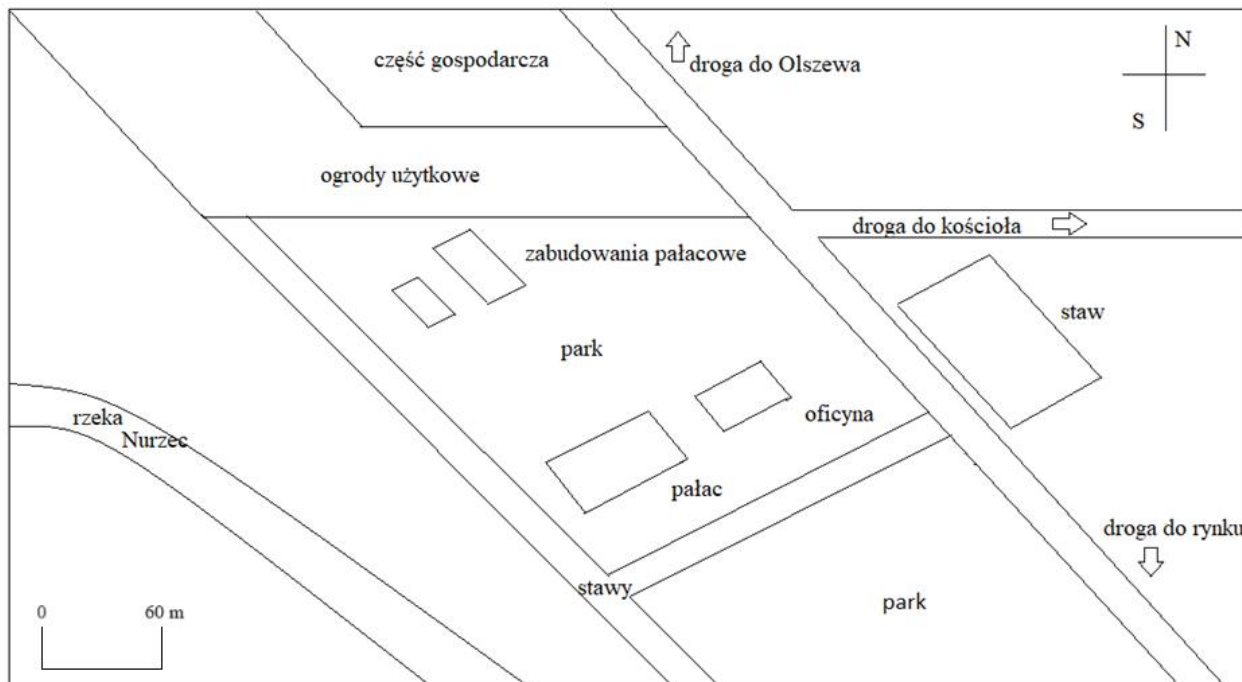 część gospodarcza
droga do Olszewa
N
S
ogrody użytkowe
droga do kościoła
zabudowania pałacowe
staw
park
rzeka
Nurzec
oficyna
pałac
droga do rynku
stawy
park
0 60 m